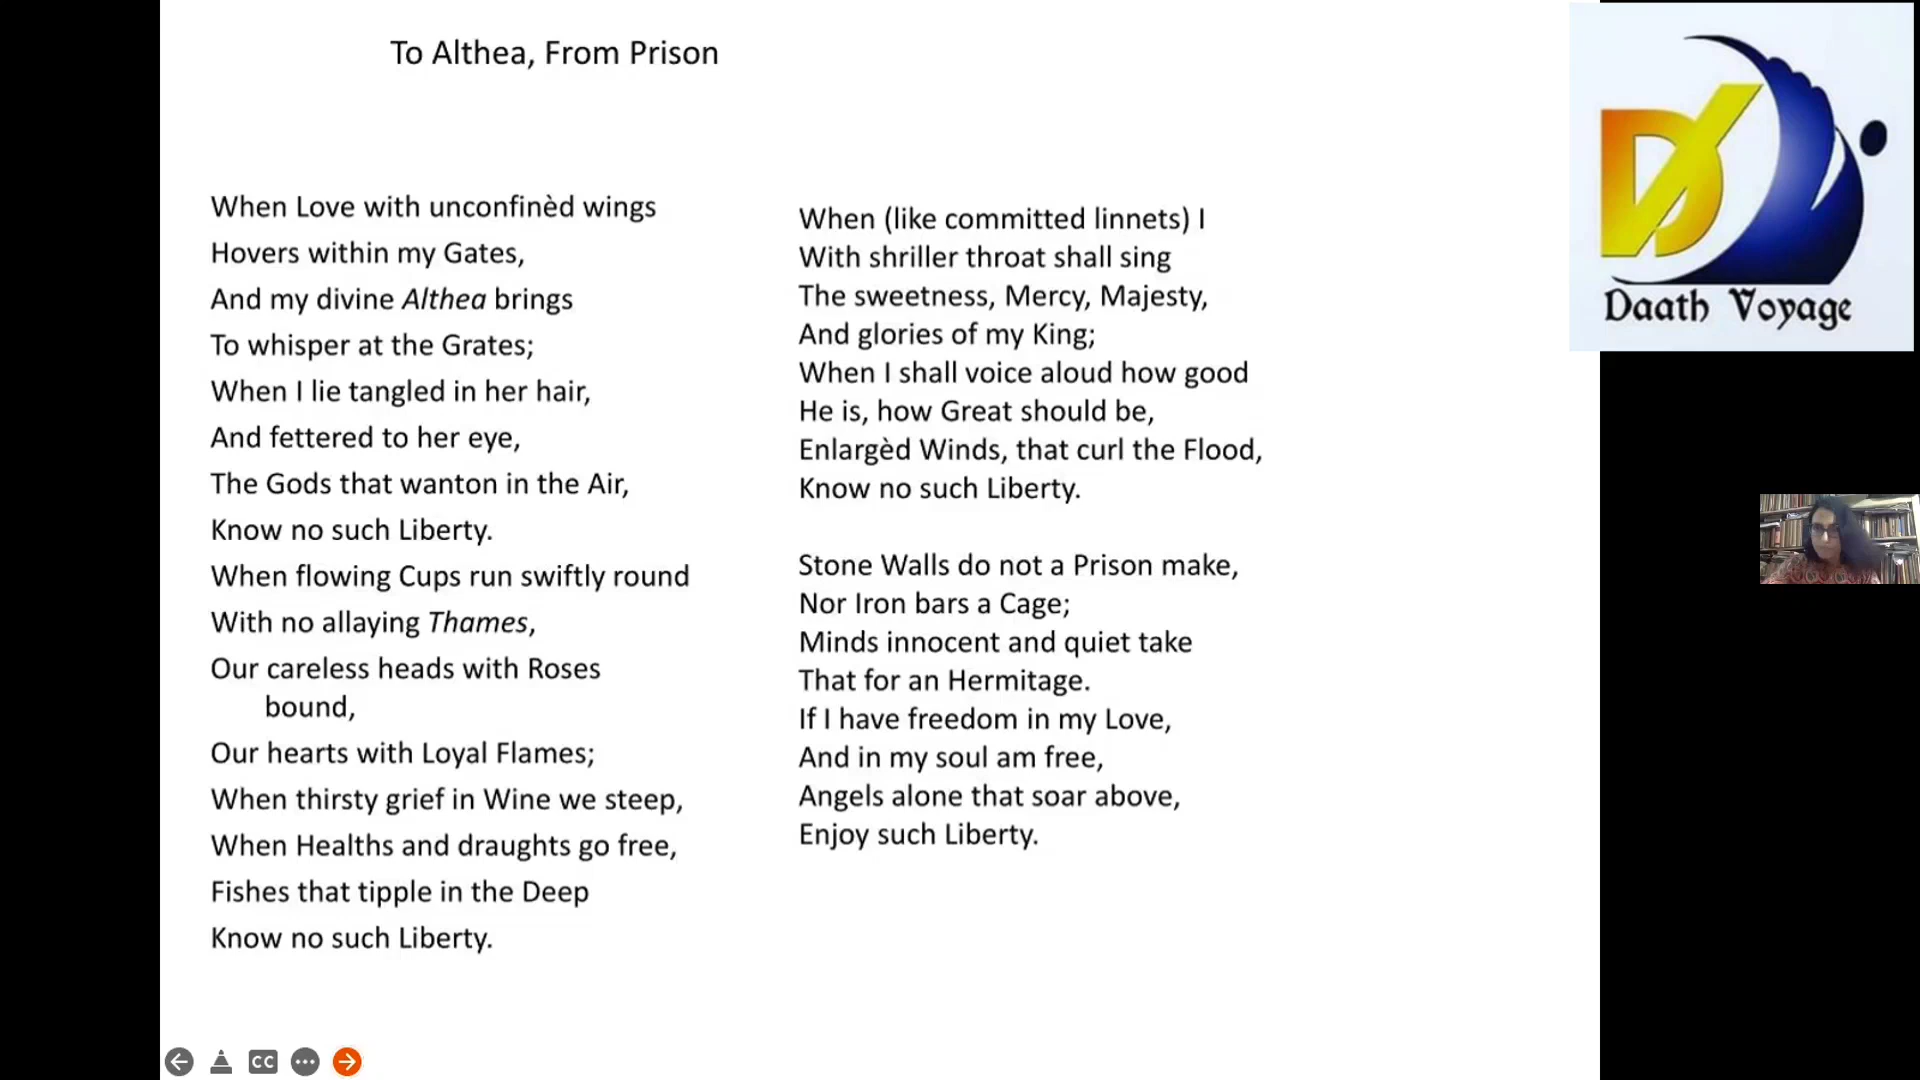 To Althea, From Prison
When Love with unconfinèd wings
Hovers within my Gates,
And my divine Althea brings
To whisper at the Grates;
When I lie tangled in her hair,
And fettered to her eye,
The Gods that wanton in the Air,
Know no such Liberty.
When flowing Cups run swiftly round
With no allaying Thames,
Our careless heads with Roses
bound,
Our hearts with Loyal Flames;
When thirsty grief in Wine we steep,
When Healths and draughts go free,
Fishes that tipple in the Deep
Know no such Liberty.
When (like committed linnets) I
With shriller throat shall sing
The sweetness, Mercy, Majesty,
And glories of my King;
When I shall voice aloud how good
He is, how Great should be,
Enlargèd Winds, that curl the Flood,
Know no such Liberty.
Stone Walls do not a Prison make,
Nor Iron bars a Cage;
Minds innocent and quiet take
That for an Hermitage.
If I have freedom in my Love,
And in my soul am free,
Angels alone that soar above,
Enjoy such Liberty.
DV
Daath Voyage
CC